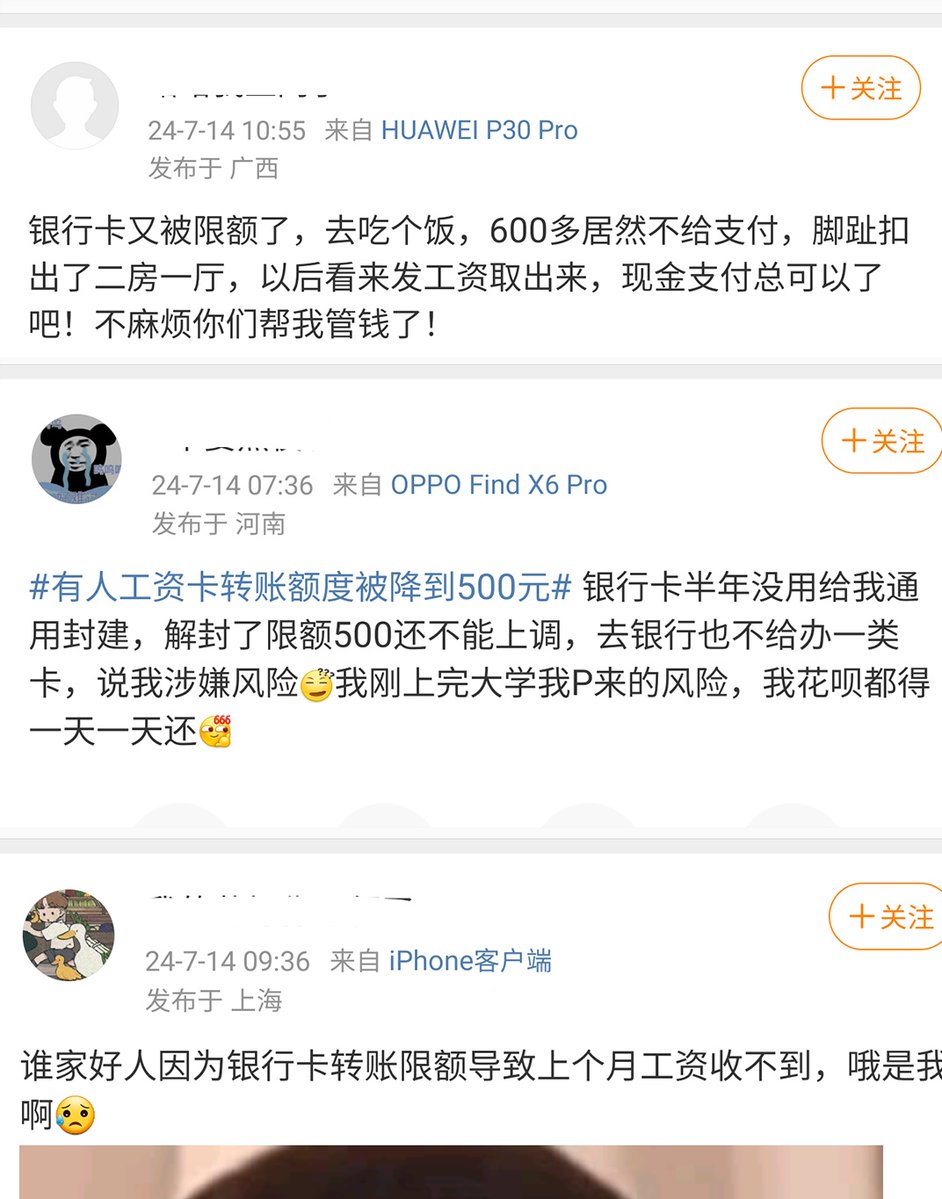 +关注
24-7-14 10:55 来自 HUAWEI P30 Pro
发布于 广西
银行卡又被限额了，去吃个饭，600多居然不给支付，脚趾扣
出了二房一厅，以后看来发工资取出来，现金支付总可以了
吧！不麻烦你们帮我管钱了！
+关注
24-7-14 07:36 来自 OPPO Find X6 Pro
发布于 河南
#有人工资卡转账额度被降到500元# 银行卡半年没用给我通
用封建，解封了限额500还不能上调，去银行也不给办一类
卡，说我涉嫌风险我刚上完大学我P来的风险，我花呗都得
一天一天还
+关注
24-7-14 09:36 来自 iPhone客户端
发布于 上海
谁家好人因为银行卡转账限额导致上个月工资收不到，哦是我
啊